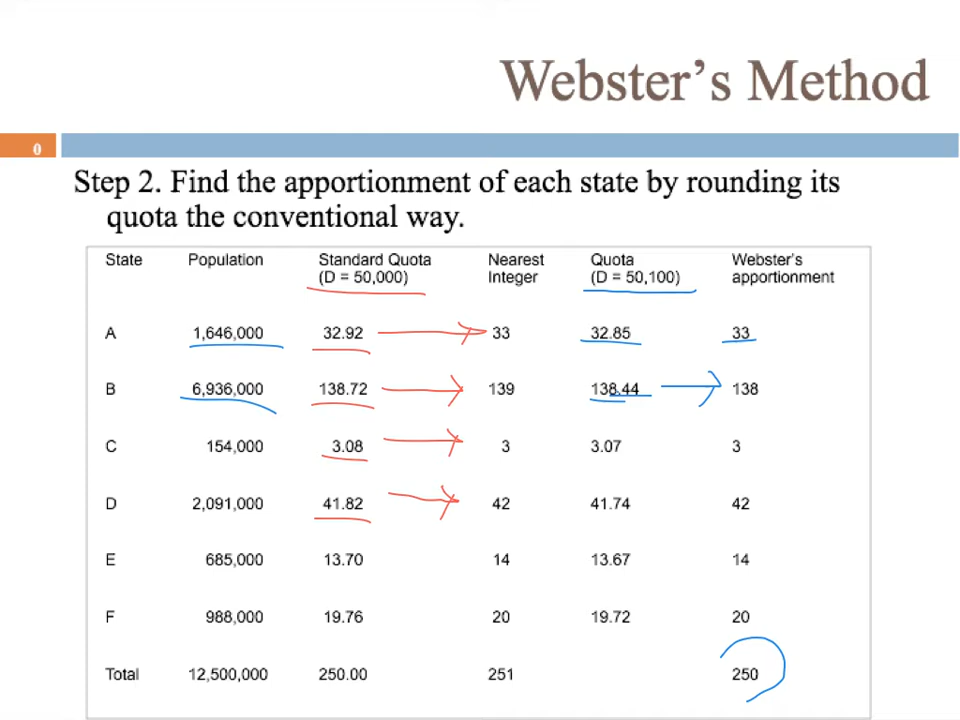 Webster's Method
0
Step 2. Find the apportionment of each state by rounding its
quota the conventional way.
State Population Standard Quota Nearest Quota Webster's
(D = 50,000) Integer (D = 50,100) apportionment
A 1,646,000 32.92 33 32.85 33
B 6,936,000 138.72 139 138.44 138
C 154,000 3.08 3 3.07 3
D 2,091,000 41.82 42 41.74 42
E 685,000 13.70 14 13.67 14
F 988,000 19.76 20 19.72 20
Total 12,500,000 250.00 251 250